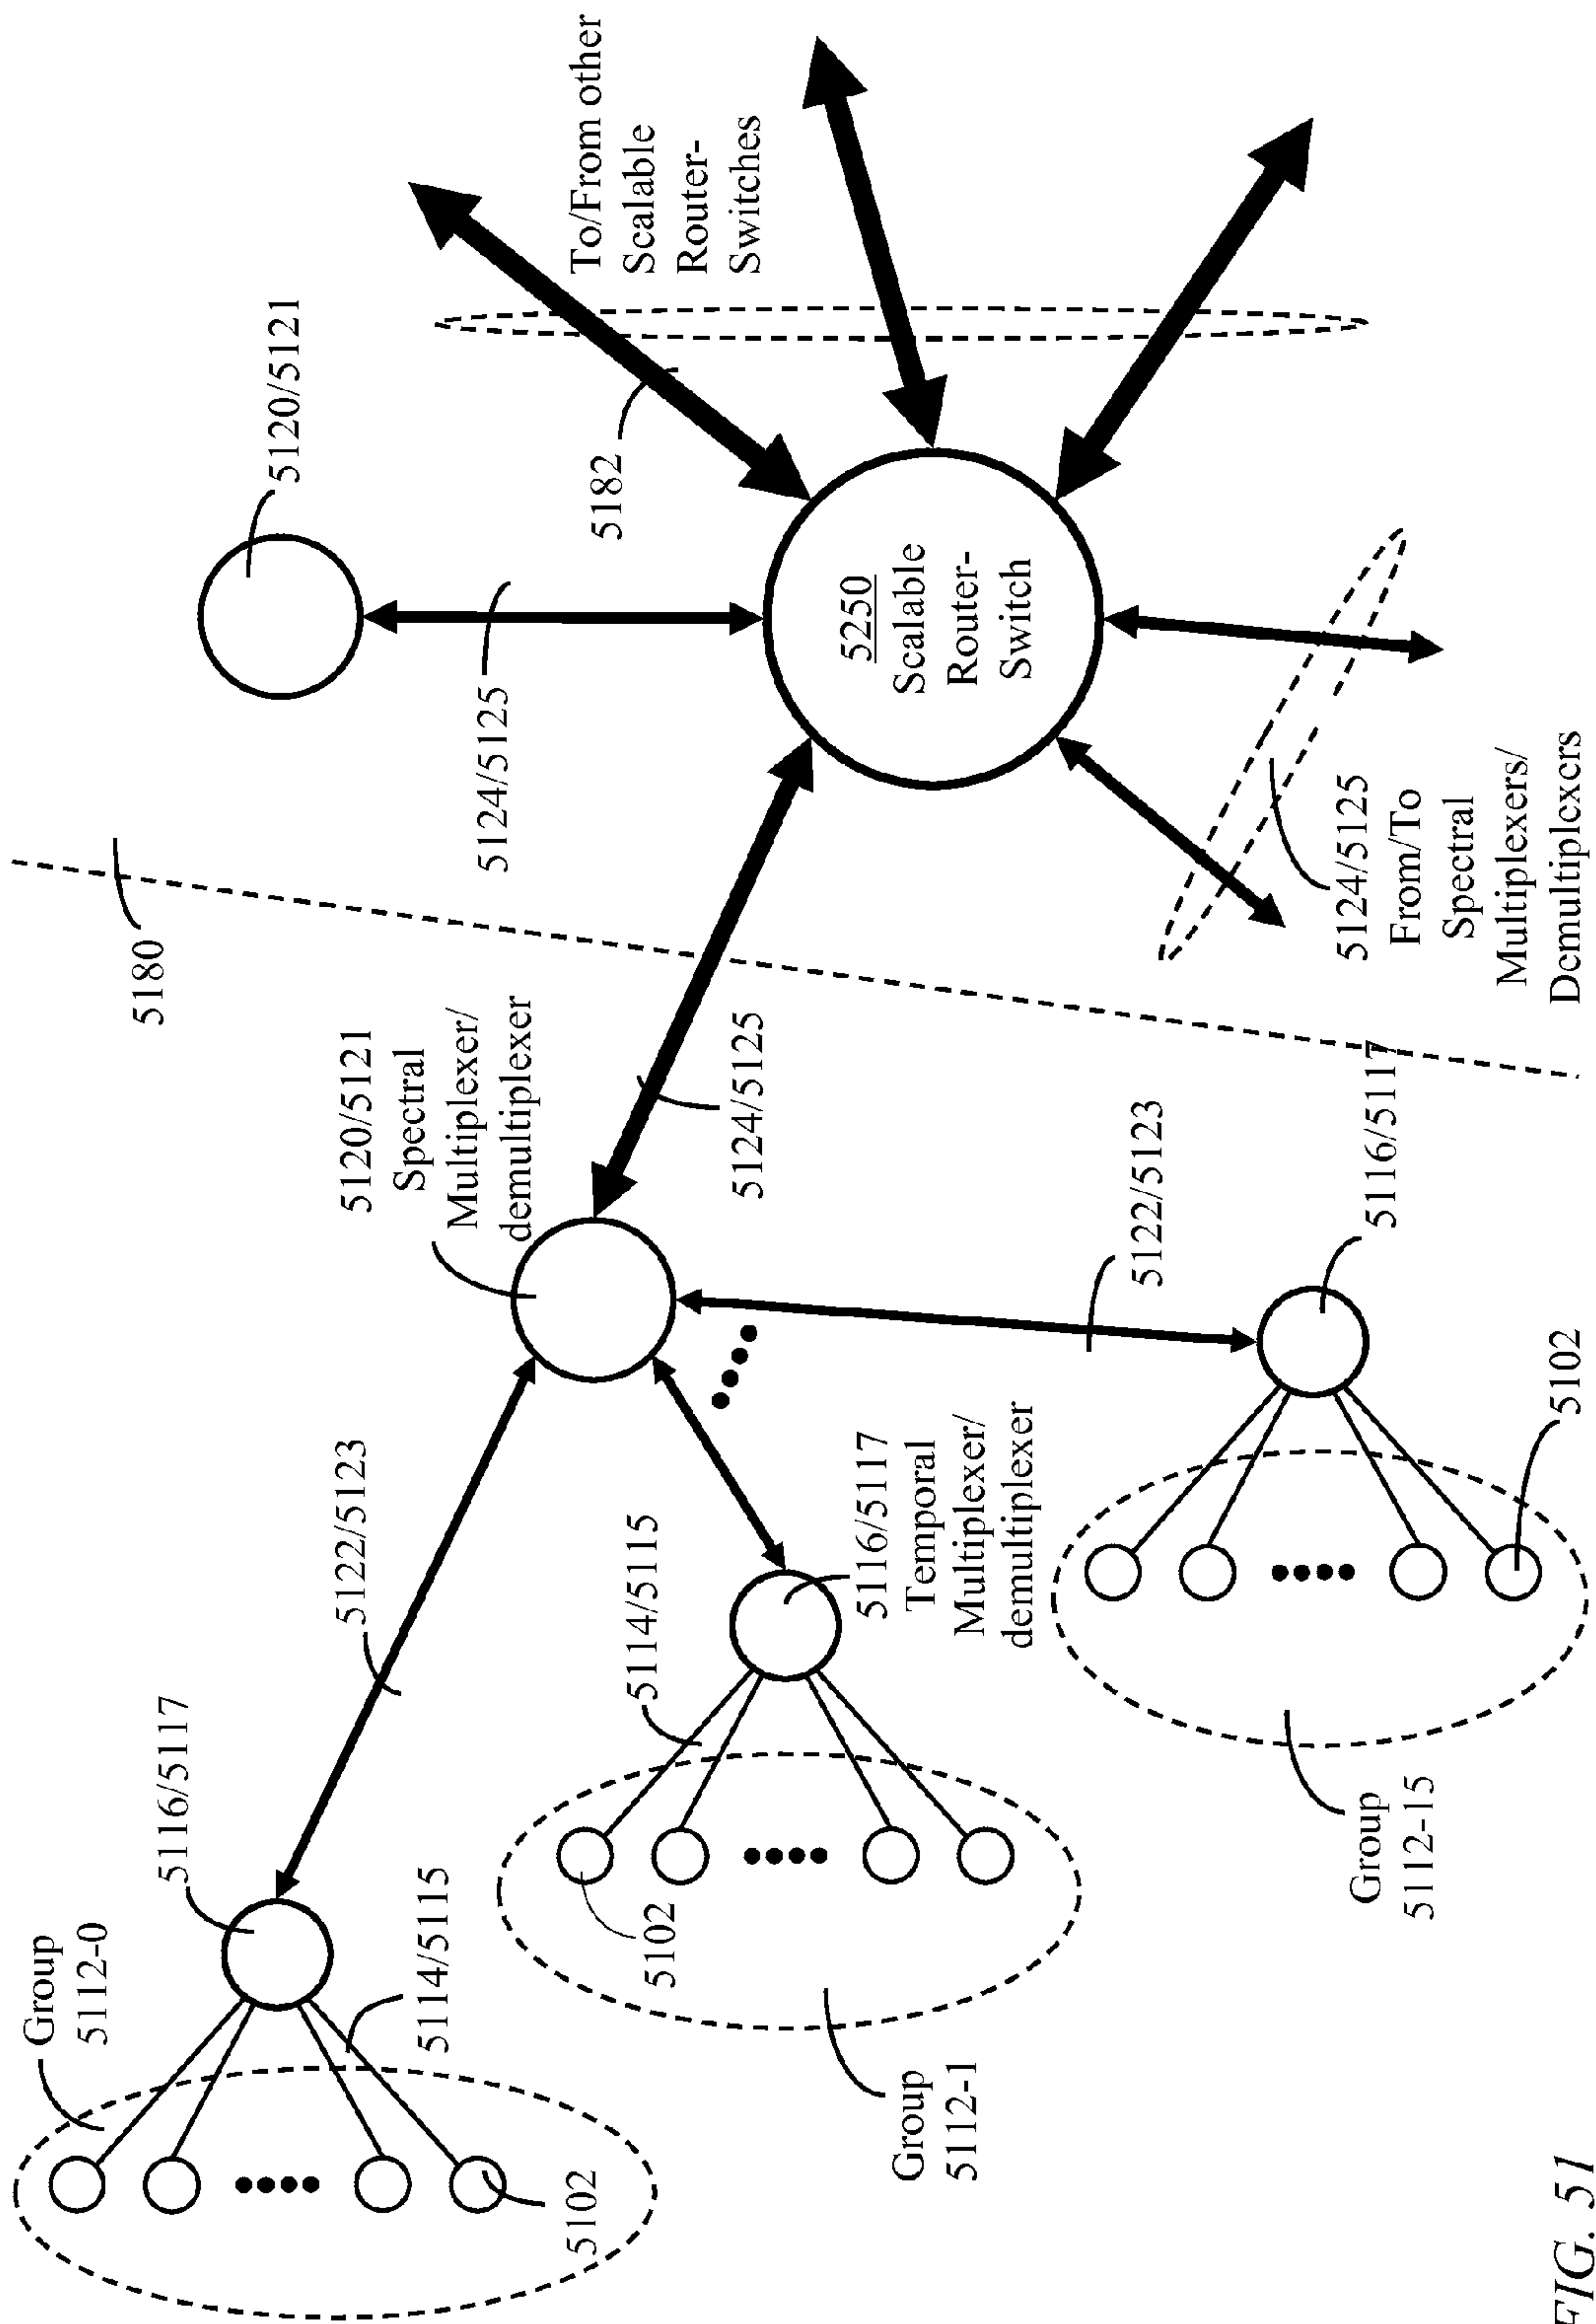 Group
5112-0
5180
5116/5117
5120/5121
5122/5123
5120/5121
Spectral
Multiplexer/
demultiplexer
5114/5115
5124/5125
5102
To/From other
Scalable
Router-
Switches
5182
5114/5115
5102
5124/5125
5250
Scalable
Router-
Switch
5116/5117
Temporal
Multiplexer/
demultiplexer
Group
5112-1
5122/5123
5124/5125
From/To
Spectral
Multiplexers/
Demultiplexers
Group
5112-15
5116/5117
5102
FIG. 51